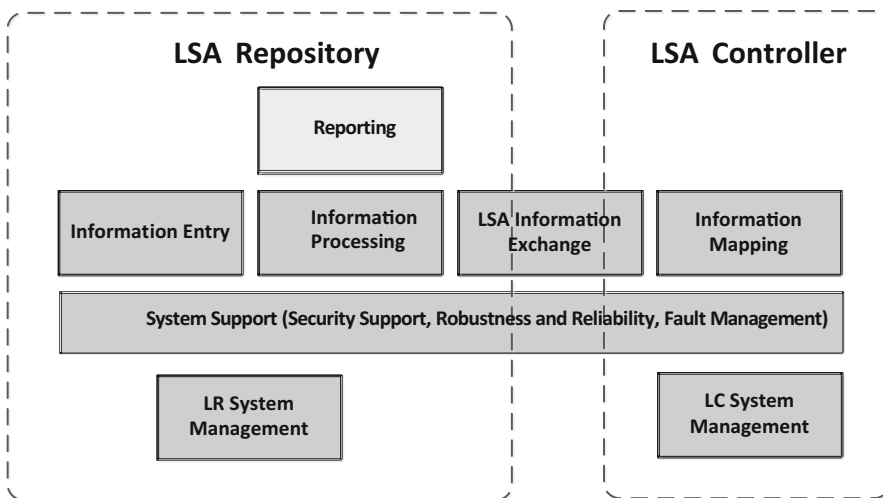 LSA Repository
LSA Controller
Reporting
Information Entry
Information
Processing
LSA Information
Exchange
Information
Mapping
System Support (Security Support, Robustness and Reliability, Fault Management)
LR System
Management
LC System
Management